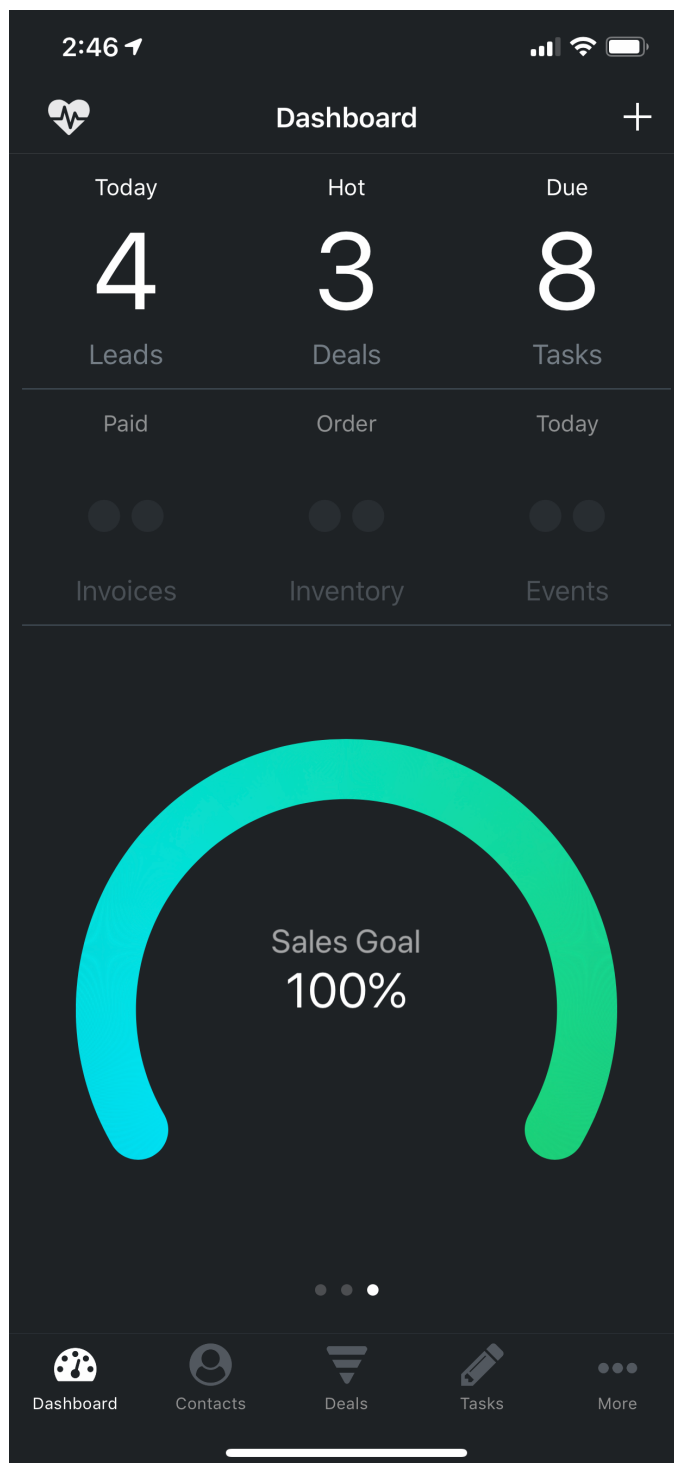 2:46
Dashboard
Today Hot Due
4 3 8
Leads Deals Tasks
Paid Order Today
Invoices Inventory Events
Sales Goal
100%
Dashboard Contacts Deals Tasks More